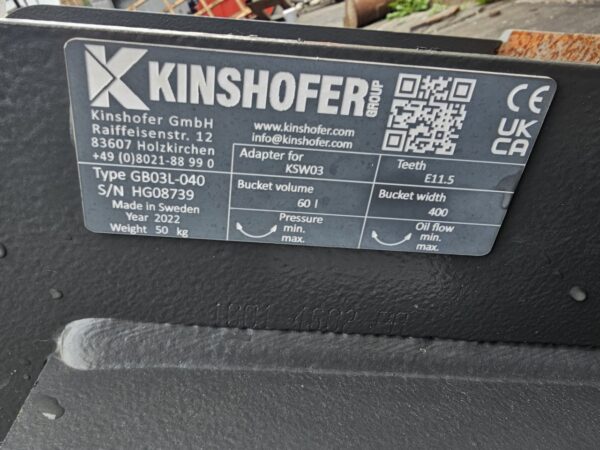 KINSHOFER
GROUP
CE
UK
CA
Kinshofer GmbH
Raiffeisenstr. 12
83607 Holzkirchen
+49 (0)8021-88 99 0
www.kinshofer.com
info@kinshofer.com
Type GB03L-040
S/N HG08739
Made in Sweden
Year 2022
Weight 50 kg
Adapter for
KSW03
Teeth
E11.5
Bucket volume
60 l
Bucket width
400
Pressure
min.
max.
Oil flow
min.
max.